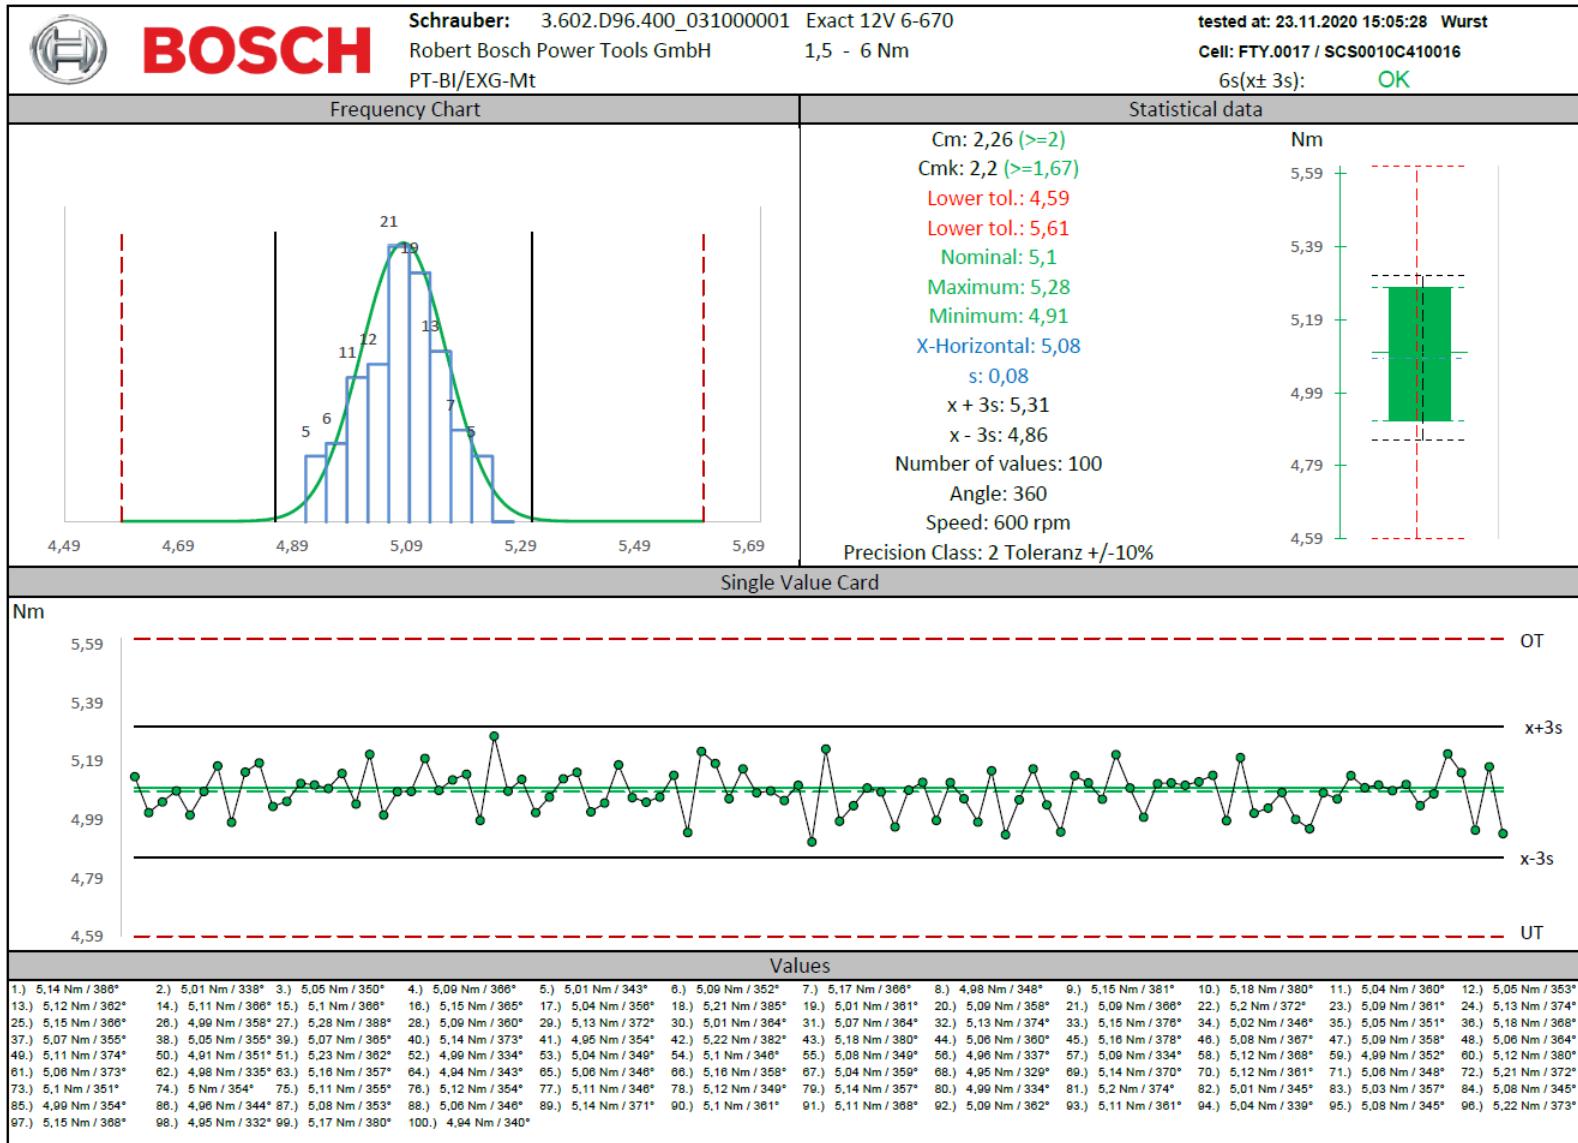 BOSCH
Schrauber: 3.602.D96.400_031000001 Exact 12V 6-670
Robert Bosch Power Tools GmbH 1,5 - 6 Nm
PT-BI/EXG-Mt
tested at: 23.11.2020 15:05:28 Wurst
Cell: FTY.0017 / SCS0010C410016
6s(x± 3s): OK
Frequency Chart
21
19
13
12
11
7
6
5
5
4,49 4,69 4,89 5,09 5,29 5,49 5,69
Statistical data
Cm: 2,26 (>=2)
Cmk: 2,2 (>=1,67)
Lower tol.: 4,59
Lower tol.: 5,61
Nominal: 5,1
Maximum: 5,28
Minimum: 4,91
X-Horizontal: 5,08
s: 0,08
x + 3s: 5,31
x - 3s: 4,86
Number of values: 100
Angle: 360
Speed: 600 rpm
Precision Class: 2 Toleranz +/-10%
Nm
5,59
5,39
5,19
4,99
4,79
4,59
Single Value Card
Nm
5,59 OT
5,39
x+3s
5,19
4,99
x-3s
4,79
4,59 UT
Values
1.) 5,14 Nm / 386° 2.) 5,01 Nm / 338° 3.) 5,05 Nm / 350° 4.) 5,09 Nm / 366° 5.) 5,01 Nm / 343° 6.) 5,09 Nm / 352° 7.) 5,17 Nm / 366° 8.) 4,98 Nm / 348° 9.) 5,15 Nm / 381° 10.) 5,18 Nm / 380° 11.) 5,04 Nm / 360° 12.) 5,05 Nm / 353°
13.) 5,12 Nm / 362° 14.) 5,11 Nm / 366° 15.) 5,1 Nm / 366° 16.) 5,15 Nm / 365° 17.) 5,04 Nm / 356° 18.) 5,21 Nm / 385° 19.) 5,01 Nm / 361° 20.) 5,09 Nm / 358° 21.) 5,09 Nm / 366° 22.) 5,2 Nm / 372° 23.) 5,09 Nm / 361° 24.) 5,13 Nm / 374°
25.) 5,15 Nm / 366° 26.) 4,99 Nm / 358° 27.) 5,28 Nm / 388° 28.) 5,09 Nm / 360° 29.) 5,13 Nm / 372° 30.) 5,01 Nm / 364° 31.) 5,07 Nm / 364° 32.) 5,13 Nm / 374° 33.) 5,15 Nm / 376° 34.) 5,02 Nm / 346° 35.) 5,05 Nm / 351° 36.) 5,18 Nm / 368°
37.) 5,07 Nm / 355° 38.) 5,05 Nm / 355° 39.) 5,07 Nm / 365° 40.) 5,14 Nm / 373° 41.) 4,95 Nm / 354° 42.) 5,22 Nm / 382° 43.) 5,18 Nm / 380° 44.) 5,06 Nm / 360° 45.) 5,16 Nm / 378° 46.) 5,08 Nm / 367° 47.) 5,09 Nm / 358° 48.) 5,06 Nm / 364°
49.) 5,11 Nm / 374° 50.) 4,91 Nm / 351° 51.) 5,23 Nm / 362° 52.) 4,99 Nm / 334° 53.) 5,04 Nm / 349° 54.) 5,1 Nm / 346° 55.) 5,08 Nm / 349° 56.) 4,96 Nm / 337° 57.) 5,09 Nm / 334° 58.) 5,12 Nm / 368° 59.) 4,99 Nm / 352° 60.) 5,12 Nm / 380°
61.) 5,06 Nm / 373° 62.) 4,98 Nm / 335° 63.) 5,16 Nm / 357° 64.) 4,94 Nm / 343° 65.) 5,06 Nm / 346° 66.) 5,16 Nm / 358° 67.) 5,04 Nm / 359° 68.) 4,95 Nm / 329° 69.) 5,14 Nm / 370° 70.) 5,12 Nm / 361° 71.) 5,06 Nm / 348° 72.) 5,21 Nm / 372°
73.) 5,1 Nm / 351° 74.) 5 Nm / 354° 75.) 5,11 Nm / 355° 76.) 5,12 Nm / 354° 77.) 5,11 Nm / 346° 78.) 5,12 Nm / 349° 79.) 5,14 Nm / 357° 80.) 4,99 Nm / 334° 81.) 5,2 Nm / 374° 82.) 5,01 Nm / 345° 83.) 5,03 Nm / 357° 84.) 5,08 Nm / 345°
85.) 4,99 Nm / 354° 86.) 4,96 Nm / 344° 87.) 5,08 Nm / 353° 88.) 5,06 Nm / 346° 89.) 5,14 Nm / 371° 90.) 5,1 Nm / 361° 91.) 5,11 Nm / 368° 92.) 5,09 Nm / 362° 93.) 5,11 Nm / 361° 94.) 5,04 Nm / 339° 95.) 5,08 Nm / 345° 96.) 5,22 Nm / 373°
97.) 5,15 Nm / 368° 98.) 4,95 Nm / 332° 99.) 5,17 Nm / 380° 100.) 4,94 Nm / 340°